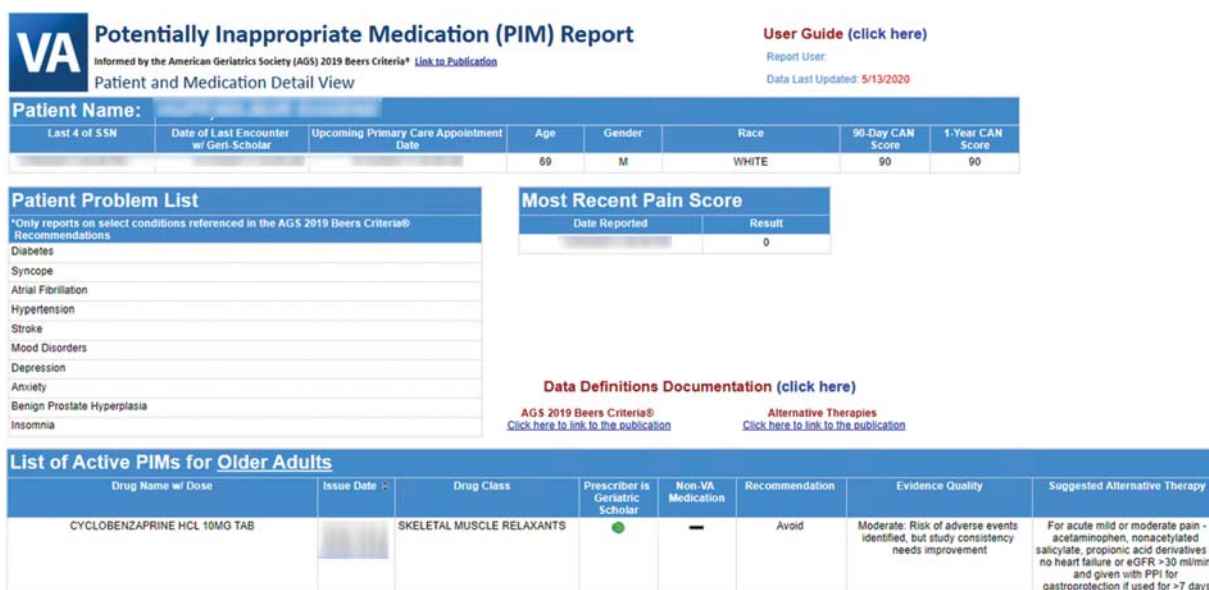 VA
Potentially Inappropriate Medication (PIM) Report
Informed by the American Geriatrics Society (AGS) 2019 Beers Criteria® Link to Publication
Patient and Medication Detail View
User Guide (click here)
Report User:
Data Last Updated: 5/13/2020
Patient Name:
Last 4 of SSN Date of Last Encounter w/ Geri-Scholar Upcoming Primary Care Appointment Date Age Gender Race 90-Day CAN Score 1-Year CAN Score
69 M WHITE 90 90
Patient Problem List
*Only reports on select conditions referenced in the AGS 2019 Beers Criteria®
Recommendations
Diabetes
Syncope
Atrial Fibrillation
Hypertension
Stroke
Mood Disorders
Depression
Anxiety
Benign Prostate Hyperplasia
Insomnia
Most Recent Pain Score
Date Reported Result
0
Data Definitions Documentation (click here)
AGS 2019 Beers Criteria® Alternative Therapies
Click here to link to the publication Click here to link to the publication
List of Active PIMs for Older Adults
Drug Name w/ Dose Issue Date Drug Class Prescriber is Geriatric Scholar Non-VA Medication Recommendation Evidence Quality Suggested Alternative Therapy
CYCLOBENZAPRINE HCL 10MG TAB SKELETAL MUSCLE RELAXANTS Avoid
Moderate: Risk of adverse events
identified, but study consistency
needs improvement
For acute mild or moderate pain -
acetaminophen, nonacetylated
salicylate, propionic acid derivatives
no heart failure or eGFR >30 ml/min
and given with PPI for
gastroprotection if used for >7 days